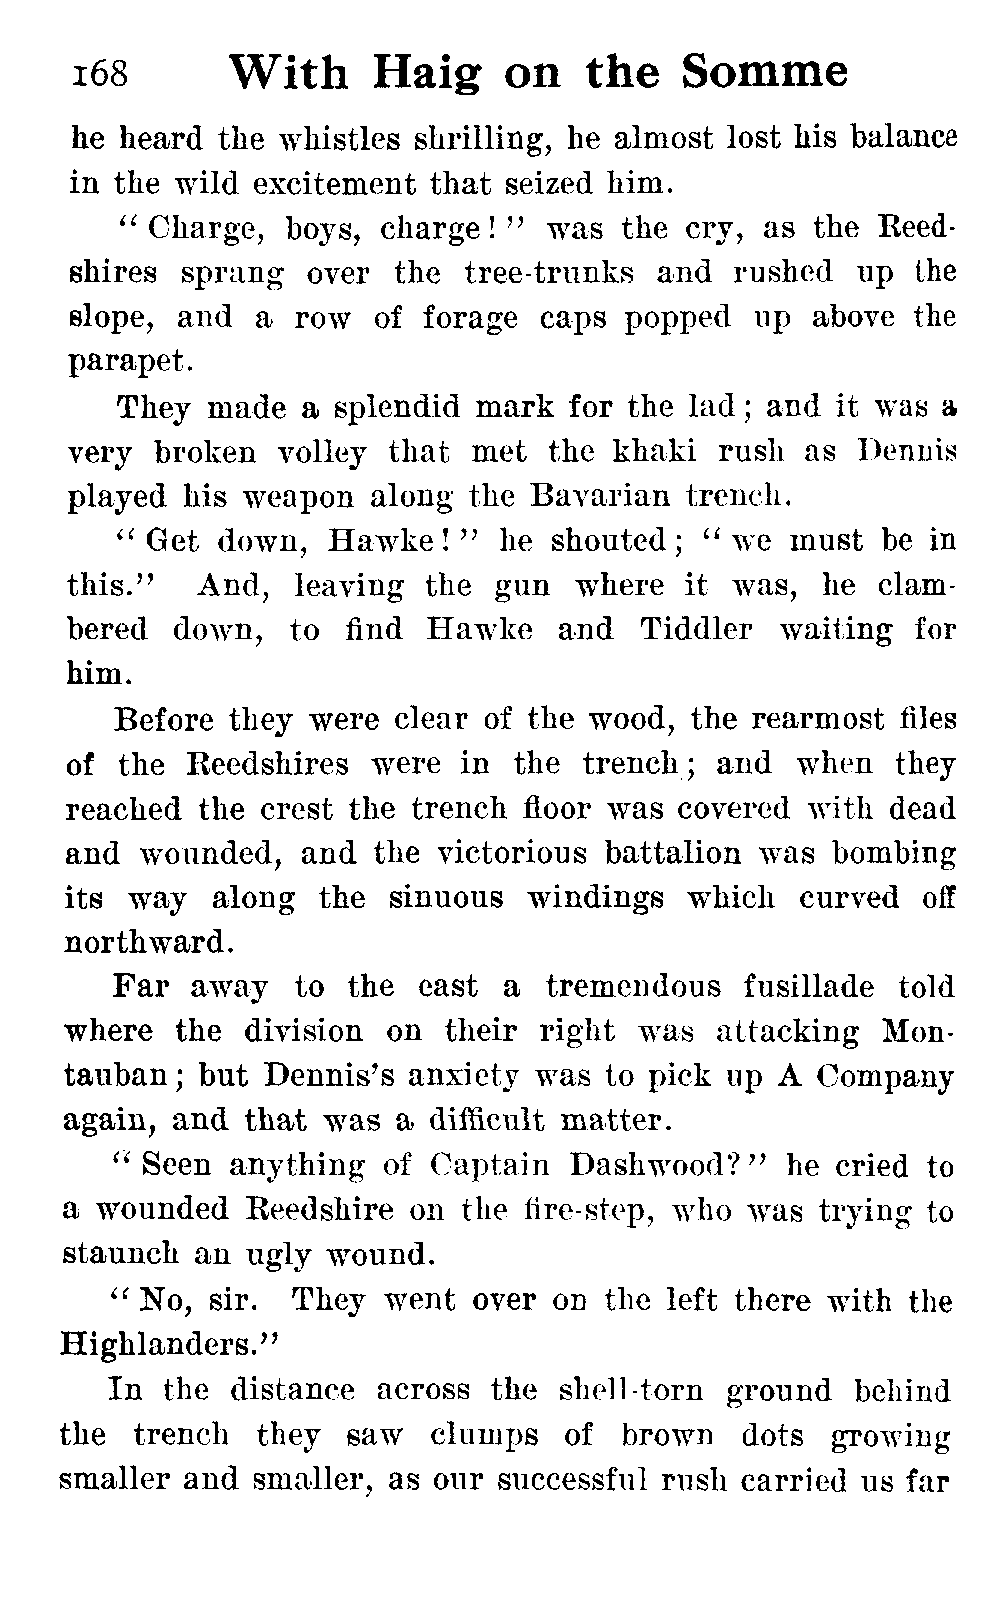 168 With Haig on the Somme
he heard the whistles shrilling, he almost lost his balance
in the wild excitement that seized him.
“Charge, boys, charge!” was the cry, as the Reed-
shires sprang over the tree-trunks and rushed up the
slope, and a row of forage caps popped up above the
parapet.
They made a splendid mark for the lad; and it was a
very broken volley that met the khaki rush as Dennis
played his weapon along the Bavarian trench.
“Get down, Hawke!” he shouted; “we must be in
this.” And, leaving the gun where it was, he clam-
bered down, to find Hawke and Tiddler waiting for
him.
Before they were clear of the wood, the rearmost files
of the Reedshires were in the trench; and when they
reached the crest the trench floor was covered with dead
and wounded, and the victorious battalion was bombing
its way along the sinuous windings which curved off
northward.
Far away to the east a tremendous fusillade told
where the division on their right was attacking Mon-
tauban; but Dennis’s anxiety was to pick up A Company
again, and that was a difficult matter.
“Seen anything of Captain Dashwood?” he cried to
a wounded Reedshire on the fire-step, who was trying to
staunch an ugly wound.
“No, sir. They went over on the left there with the
Highlanders.”
In the distance across the shell-torn ground behind
the trench they saw clumps of brown dots growing
smaller and smaller, as our successful rush carried us far